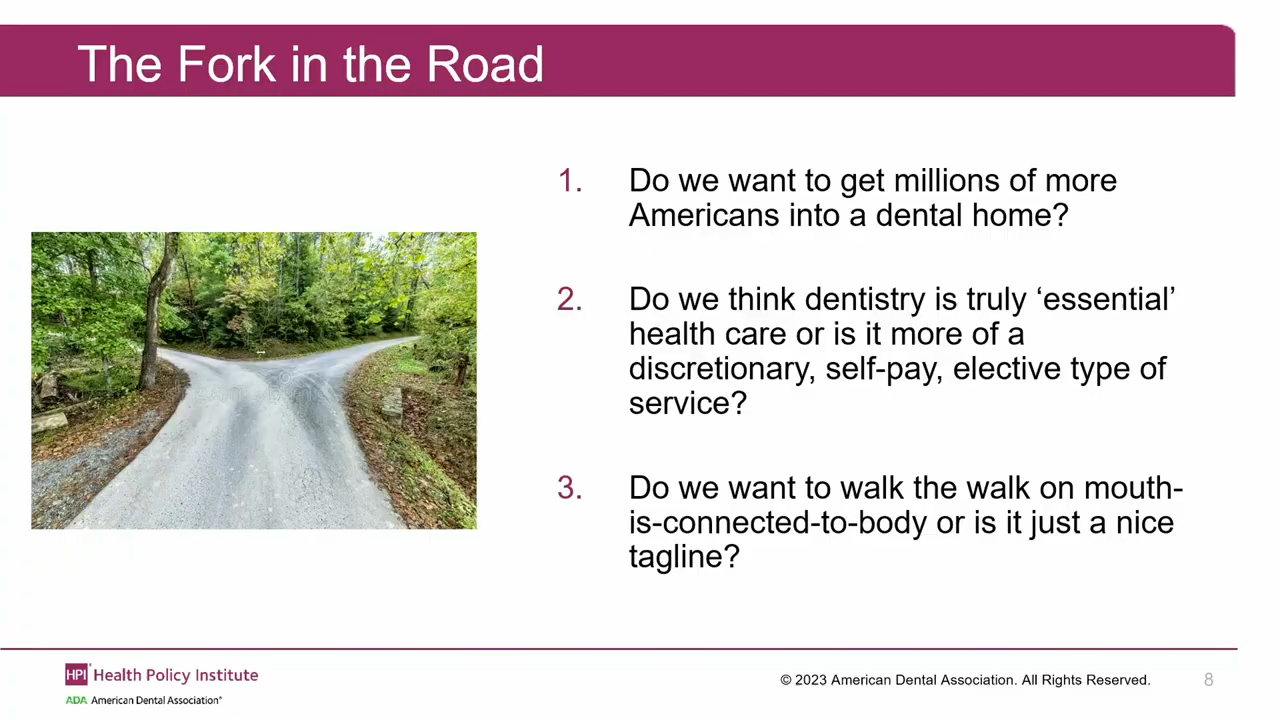 The Fork in the Road
1. Do we want to get millions of more
Americans into a dental home?
2. Do we think dentistry is truly ‘essential’
health care or is it more of a
discretionary, self-pay, elective type of
service?
3. Do we want to walk the walk on mouth-
is-connected-to-body or is it just a nice
tagline?
HPI Health Policy Institute
ADA American Dental Association®
© 2023 American Dental Association. All Rights Reserved.
8